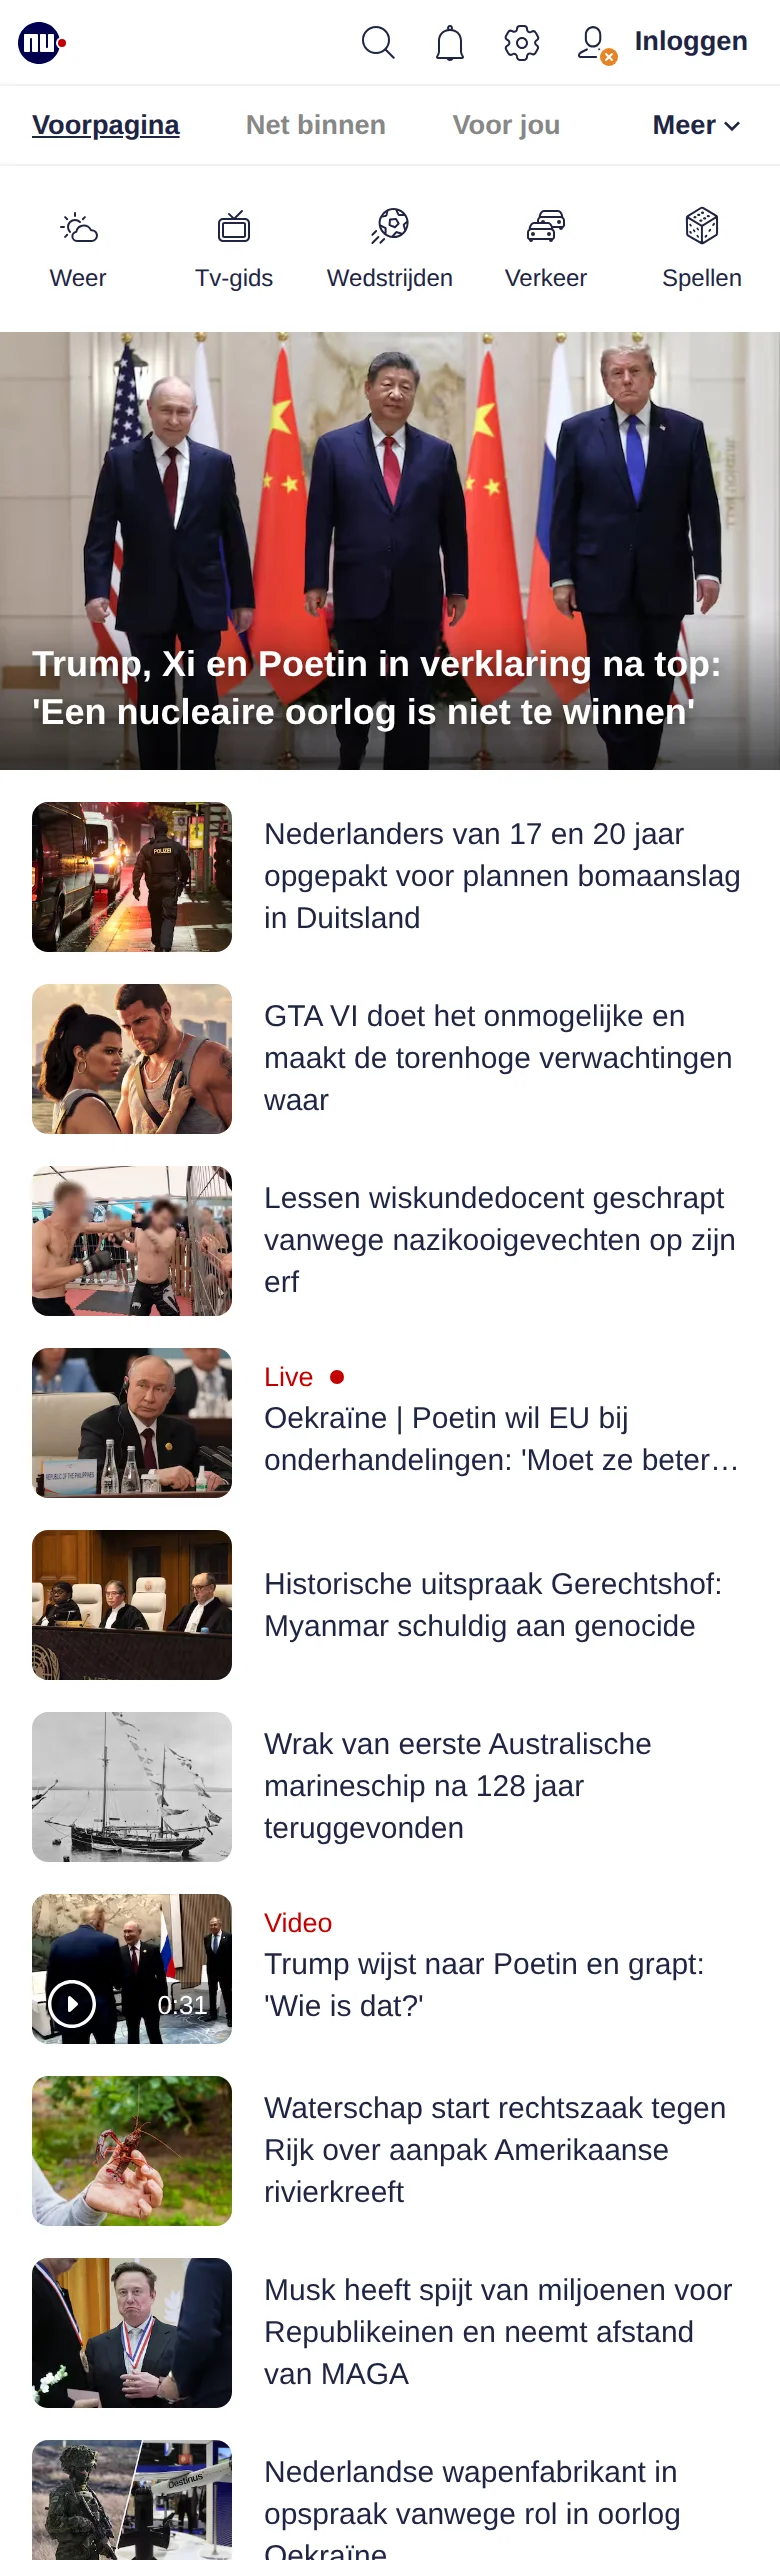 nu
Inloggen
Voorpagina
Net binnen
Voor jou
Meer
Weer
Tv-gids
Wedstrijden
Verkeer
Spellen
Trump, Xi en Poetin in verklaring na top:
'Een nucleaire oorlog is niet te winnen'
POLIZEI
Nederlanders van 17 en 20 jaar
opgepakt voor plannen bomaanslag
in Duitsland
GTA VI doet het onmogelijke en
maakt de torenhoge verwachtingen
waar
Lessen wiskundedocent geschrapt
vanwege nazikooigevechten op zijn
erf
REPUBLIC OF THE PHILIPPINES
Live
Oekraïne | Poetin wil EU bij
onderhandelingen: 'Moet ze beter…
Historische uitspraak Gerechtshof:
Myanmar schuldig aan genocide
Wrak van eerste Australische
marineschip na 128 jaar
teruggevonden
0:31
Video
Trump wijst naar Poetin en grapt:
'Wie is dat?'
Waterschap start rechtszaak tegen
Rijk over aanpak Amerikaanse
rivierkreeft
Musk heeft spijt van miljoenen voor
Republikeinen en neemt afstand
van MAGA
Destinus
Nederlandse wapenfabrikant in
opspraak vanwege rol in oorlog
Oekraïne